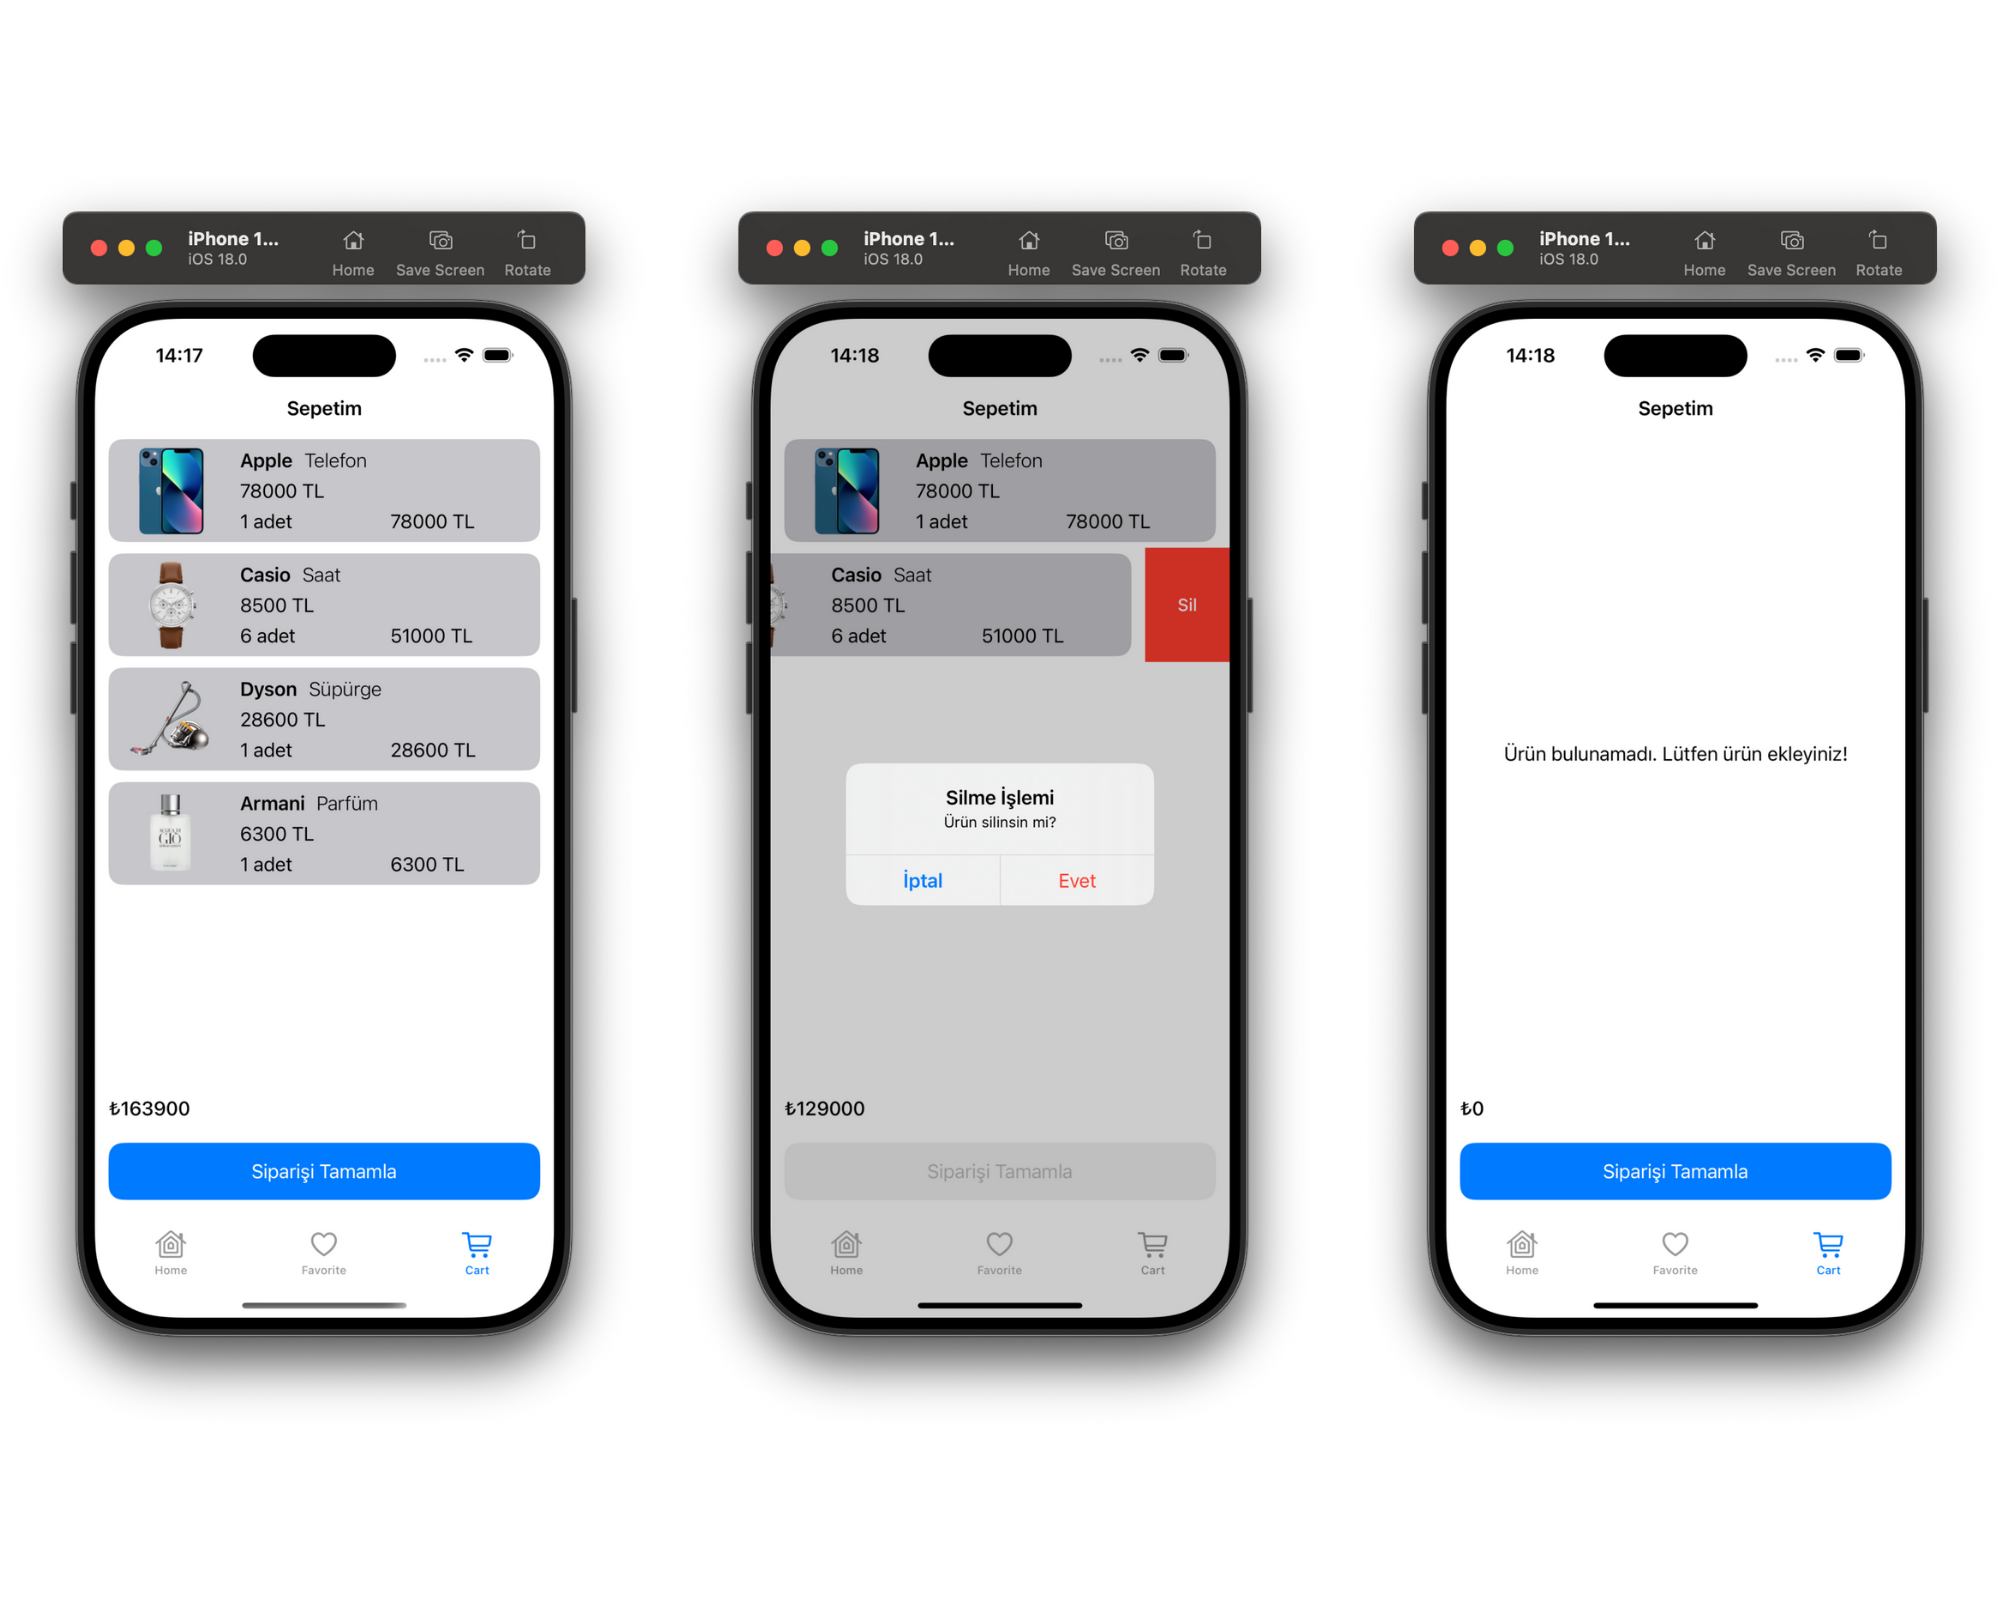 iPhone 1...
iOS 18.0
Home
Save Screen
Rotate
14:17
Sepetim
Apple Telefon
78000 TL
1 adet 78000 TL
Casio Saat
8500 TL
6 adet 51000 TL
Dyson Süpürge
28600 TL
1 adet 28600 TL
Armani Parfüm
6300 TL
1 adet 6300 TL
GIÒ
₺163900
Siparişi Tamamla
Home
Favorite
Cart
iPhone 1...
iOS 18.0
Home
Save Screen
Rotate
14:18
Sepetim
Apple Telefon
78000 TL
1 adet 78000 TL
Casio Saat
8500 TL
6 adet 51000 TL
Sil
Silme İşlemi
Ürün silinsin mi?
İptal
Evet
₺129000
Siparişi Tamamla
Home
Favorite
Cart
iPhone 1...
iOS 18.0
Home
Save Screen
Rotate
14:18
Sepetim
Ürün bulunamadı. Lütfen ürün ekleyiniz!
₺0
Siparişi Tamamla
Home
Favorite
Cart